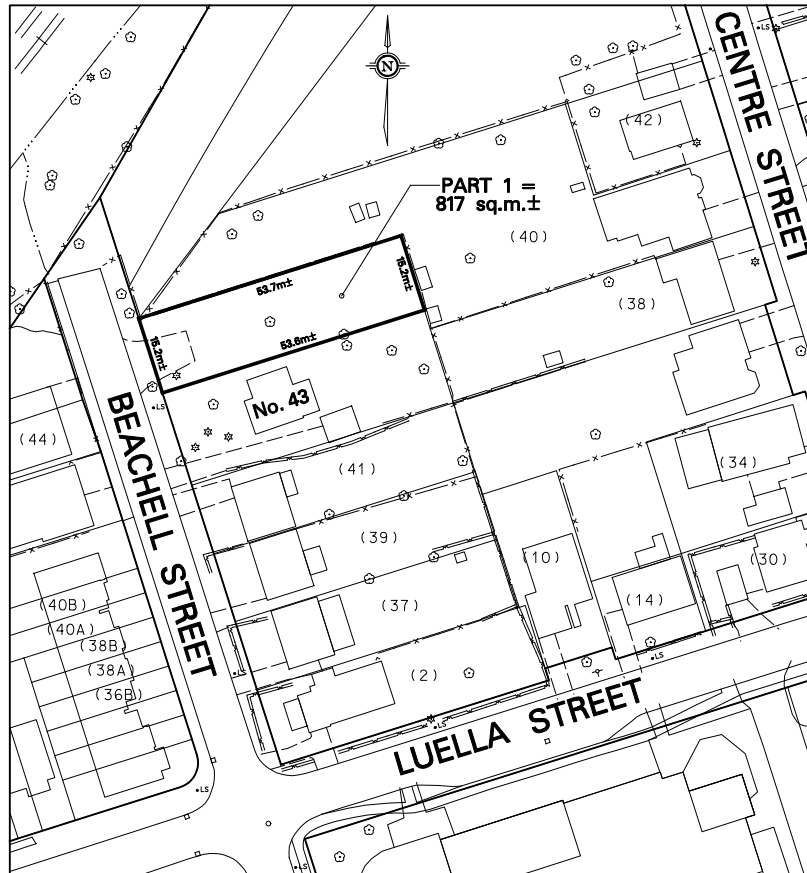 LS
CENTRE STREET
(42)
N
PART 1 =
817 sq.m.±
(40)
15.2m±
53.7m±
(38)
53.6m±
15.2m±
No. 43
LS
BEACHELL STREET
(44)
(41)
(34)
(39)
(10)
(30)
(40B)
(37)
(14)
(40A)
(38B)
(38A)
(36B)
(2)
LS
LS
LUELLA STREET
LS
LS
LS